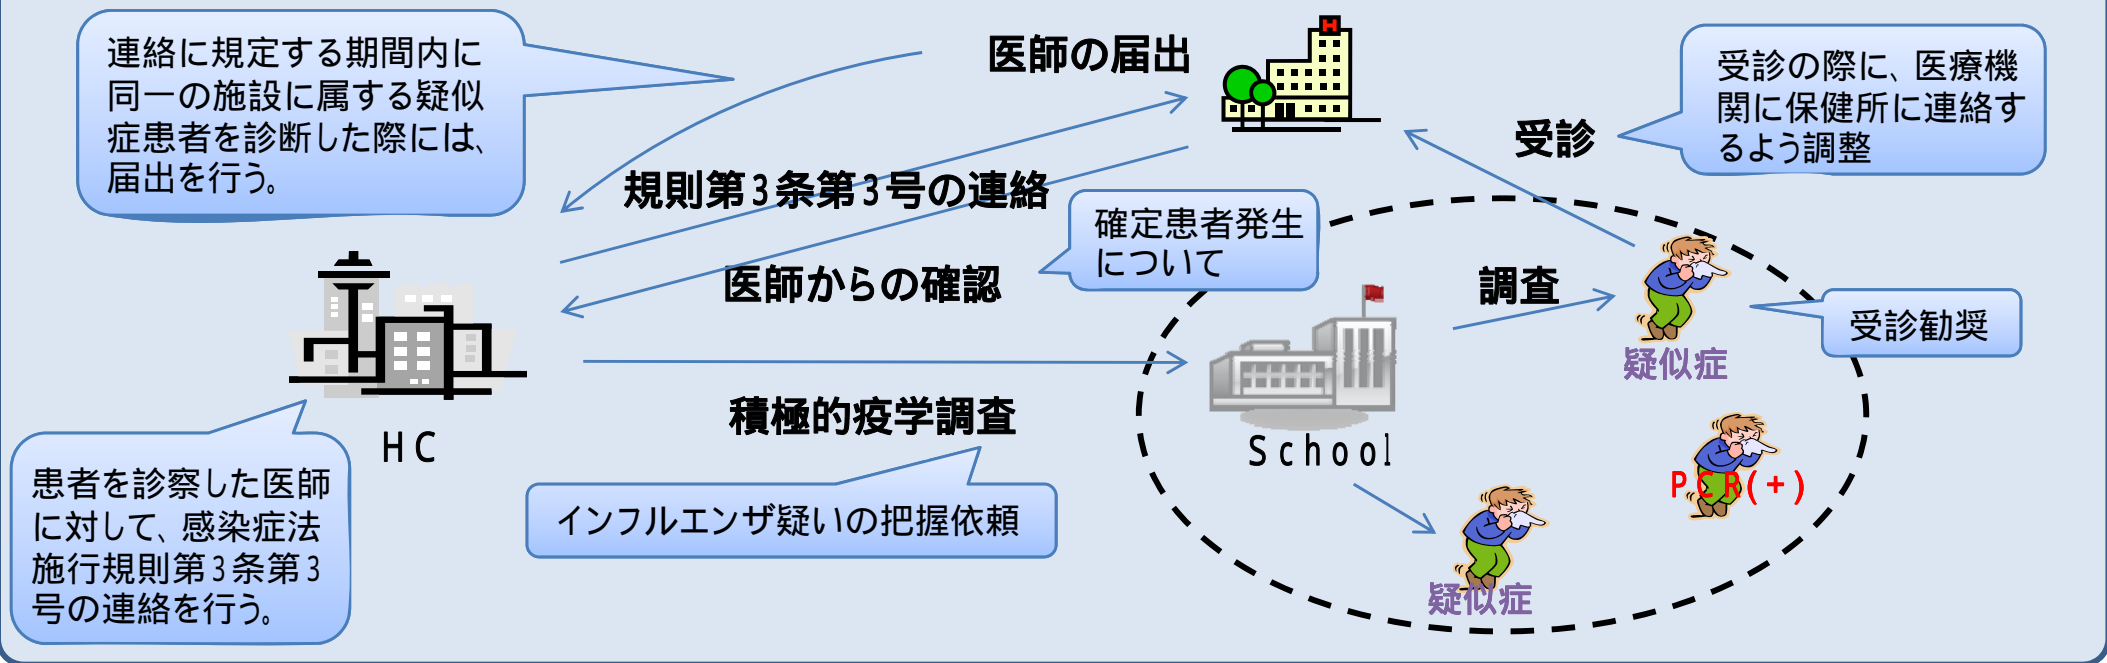 連絡に規定する期間内に
同一の施設に属する疑似
症患者を診断した際には、
届出を行う。
医師の届出
受診の際に、医療機
関に保健所に連絡す
るよう調整
受診
規則第3条第3号の連絡
確定患者発生
について
医師からの確認
調査
受診勧奨
疑似症
積極的疫学調査
HC
School
患者を診察した医師
に対して、感染症法
施行規則第3条第3
号の連絡を行う。
インフルエンザ疑いの把握依頼
PCR(+)
疑似症